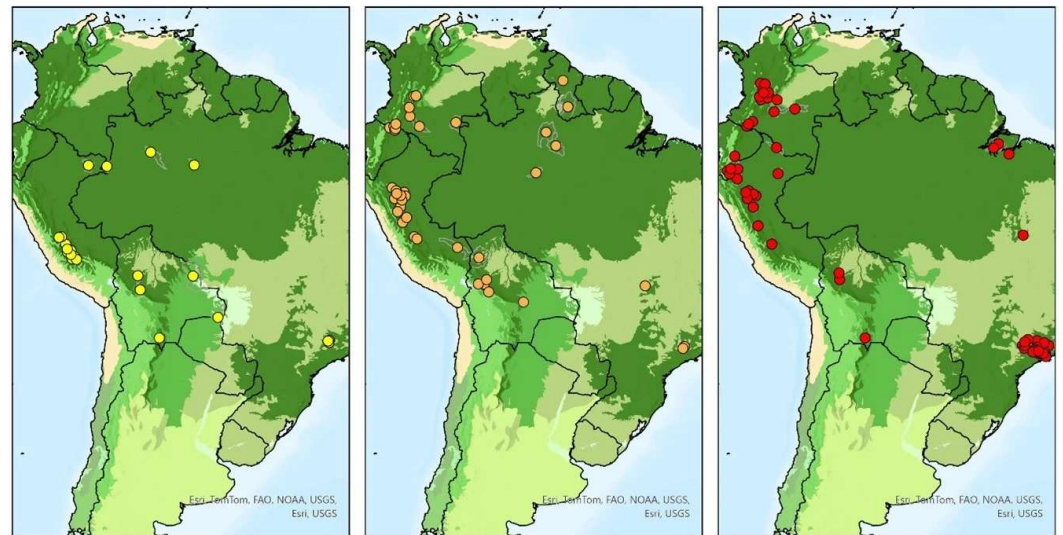 Esri, TomTom, FAO, NOAA, USGS,
Esri, USGS
Esri, TomTom, FAO, NOAA, USGS,
Esri, USGS
Esri, TomTom, FAO, NOAA, USGS,
Esri, USGS